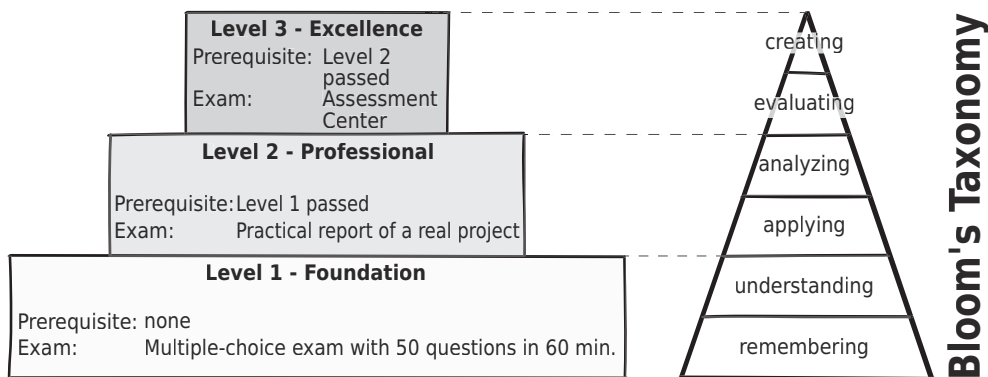 Level 3 - Excellence
Prerequisite: Level 2
passed
Exam: Assessment
Center
Level 2 - Professional
Prerequisite: Level 1 passed
Exam: Practical report of a real project
Level 1 - Foundation
Prerequisite: none
Exam: Multiple-choice exam with 50 questions in 60 min.
creating
evaluating
analyzing
applying
understanding
remembering
Bloom's Taxonomy